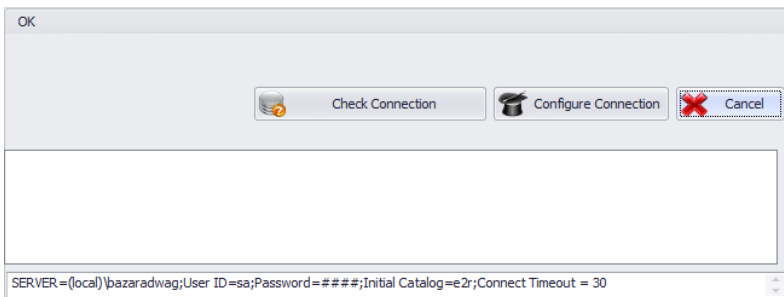 OK
Check Connection
Configure Connection
Cancel
SERVER=(local)\bazaradwag;User ID=sa;Password=####;Initial Catalog=e2r;Connect Timeout = 30